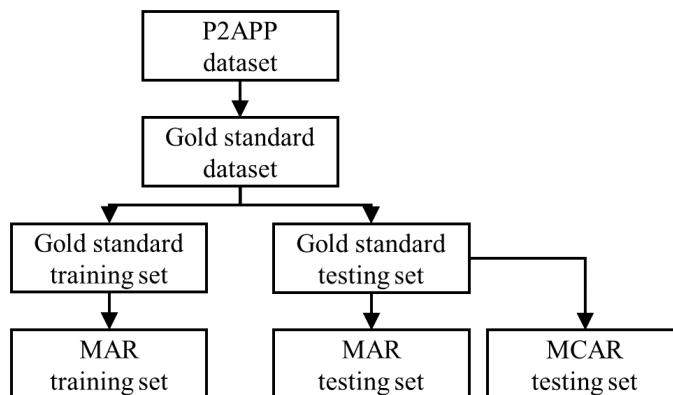 P2APP
dataset
Gold standard
dataset
Gold standard
training set
Gold standard
testing set
MAR
training set
MAR
testing set
MCAR
testing set